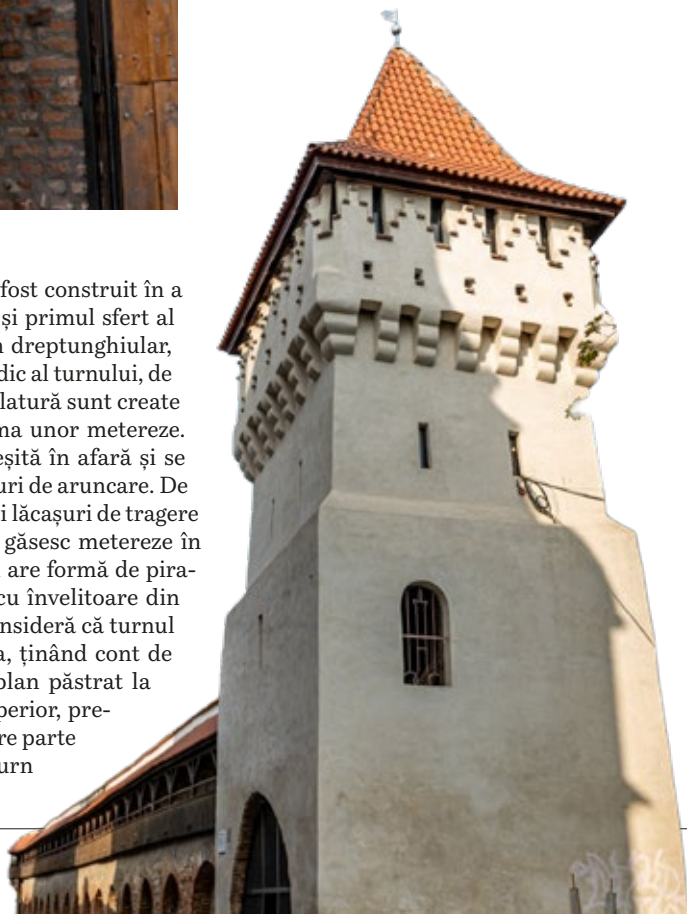 fost construit în a
și primul sfert al
dreptunghiular,
dic al turnului, de
latură sunt create
ma unor metereze.
eșită în afară și se
uri de aruncare. De
i lăcașuri de tragere
găsesc metereze în
are formă de pira-
cu învelitoare din
nsideră că turnul
a, ținând cont de
plan păstrat la
perior, pre-
re parte
urn